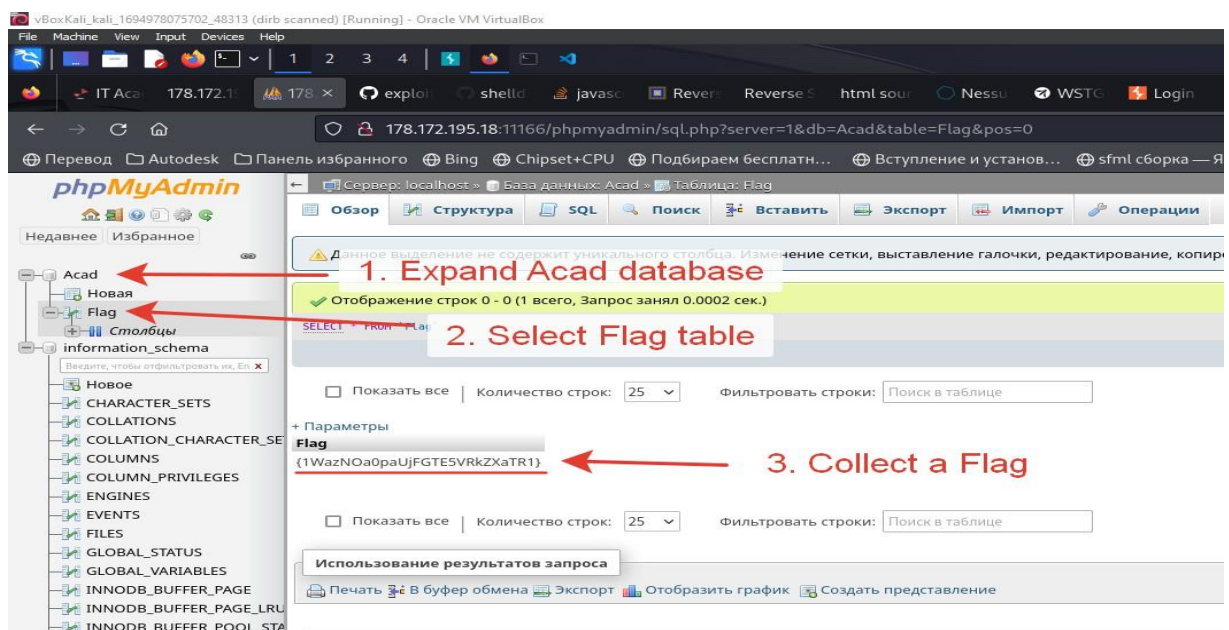 vBoxKali_kali_1694978075702_48313 (dirb scanned) [Running] - Oracle VM VirtualBox
File Machine View Input Devices Help
1 2 3 4
IT Aca 178.172.1 178 × exploi shello javasc Revers Reverse S html sour Nessu WSTG Login
178.172.195.18:11166/phpmyadmin/sql.php?server=1&db=Acad&table=Flag&pos=0
Перевод Autodesk Панель избранного Bing Chipset+CPU Подбираем бесплатн... Вступление и установ... sfml сборка — Я
phpMyAdmin
Недавнее Избранное
Acad
Новая
Flag
Столбцы
information_schema
Введите, чтобы отфильтровать их, En x
Новое
CHARACTER_SETS
COLLATIONS
COLLATION_CHARACTER_SE
COLUMNS
COLUMN_PRIVILEGES
ENGINES
EVENTS
FILES
GLOBAL_STATUS
GLOBAL_VARIABLES
INNODB_BUFFER_PAGE
INNODB_BUFFER_PAGE_LRU
INNODB_BUFFER_POOL_STA
Сервер: localhost » База данных: Acad » Таблица: Flag
Обзор Структура SQL Поиск Вставить Экспорт Импорт Операции
Данное выделение не содержит уникального столбца. Изменение сетки, выставление галочки, редактирование, копиро
1. Expand Acad database
Отображение строк 0 - 0 (1 всего, Запрос занял 0.0002 сек.)
SELECT * FROM `Flag`
2. Select Flag table
Показать все | Количество строк: 25 Фильтровать строки: Поиск в таблице
+ Параметры
Flag
{1WazNOa0paUjFGTE5VRkZXaTR1}
3. Collect a Flag
Показать все | Количество строк: 25 Фильтровать строки: Поиск в таблице
Использование результатов запроса
Печать В буфер обмена Экспорт Отобразить график Создать представление